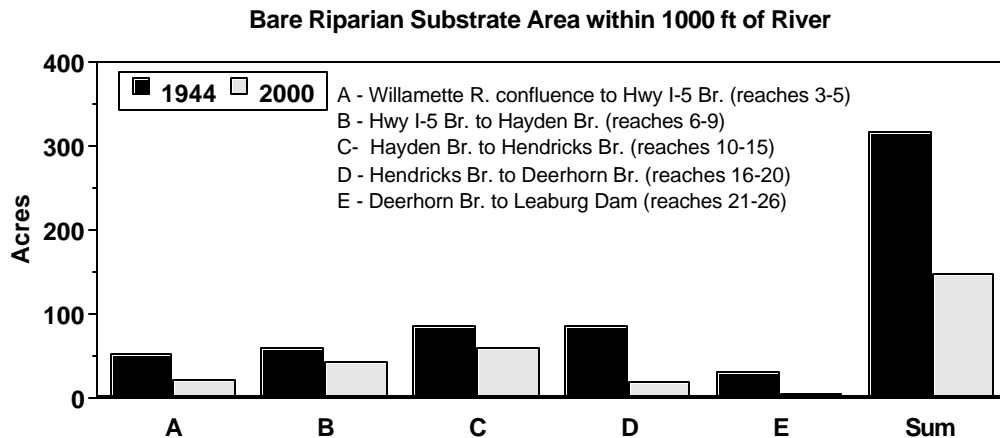 Bare Riparian Substrate Area within 1000 ft of River
400
300
200
100
0
Acres
1944 2000
A - Willamette R. confluence to Hwy I-5 Br. (reaches 3-5)
B - Hwy I-5 Br. to Hayden Br. (reaches 6-9)
C- Hayden Br. to Hendricks Br. (reaches 10-15)
D - Hendricks Br. to Deerhorn Br. (reaches 16-20)
E - Deerhorn Br. to Leaburg Dam (reaches 21-26)
A B C D E Sum